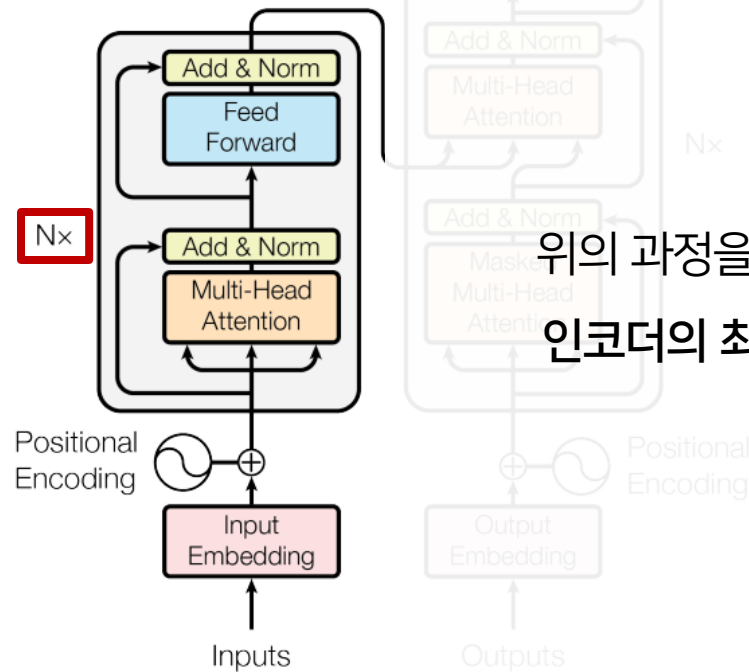 Add & Norm
Feed
Forward
Nx
Add & Norm
Multi-Head
Attention
Positional
Encoding
Input
Embedding
Inputs
Add & Norm
Multi-Head
Attention
Nx
Add & Norm
Masked
Multi-Head
Attention
위의 과정을
인코더의 최
Positional
Encoding
Output
Embedding
Outputs